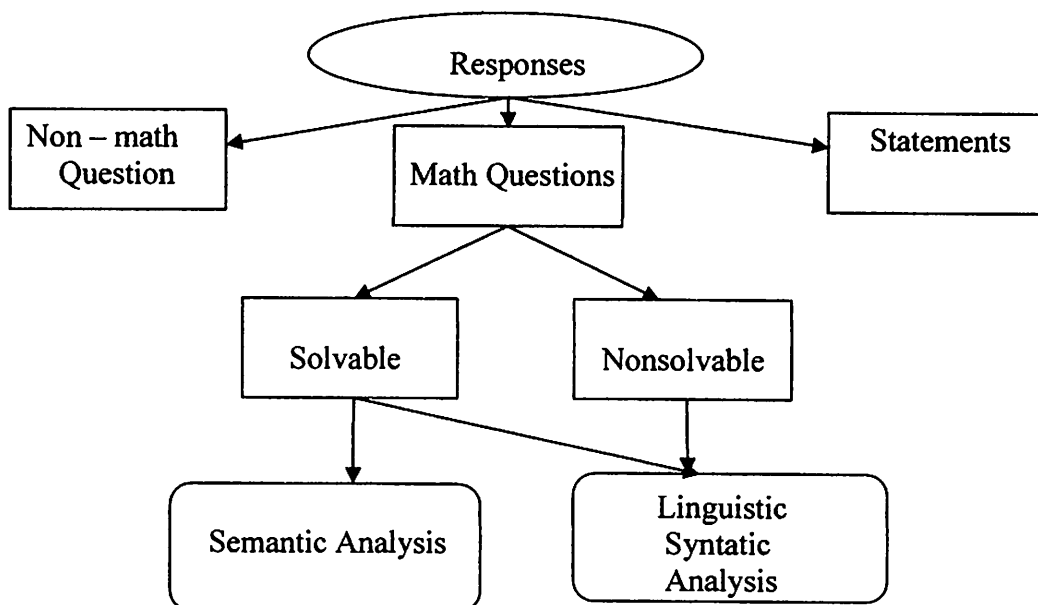 Responses
Non – math
Question
Math Questions
Statements
Solvable
Nonsolvable
Semantic Analysis
Linguistic
Syntatic
Analysis